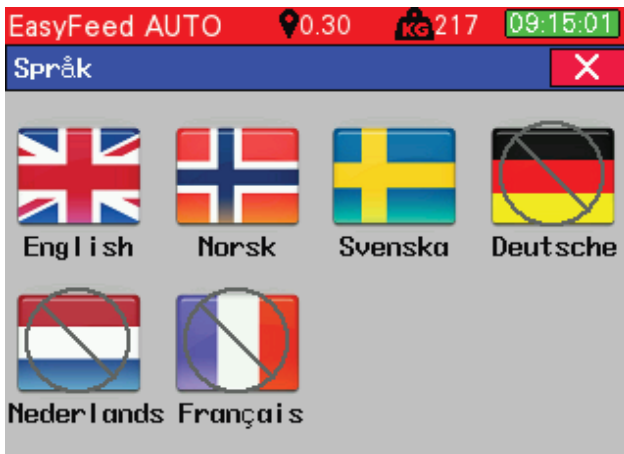 EasyFeed AUTO 0.30 KG 217 09:15:01
Språk X
English Norsk Svenska Deutsche
Nederlands Français